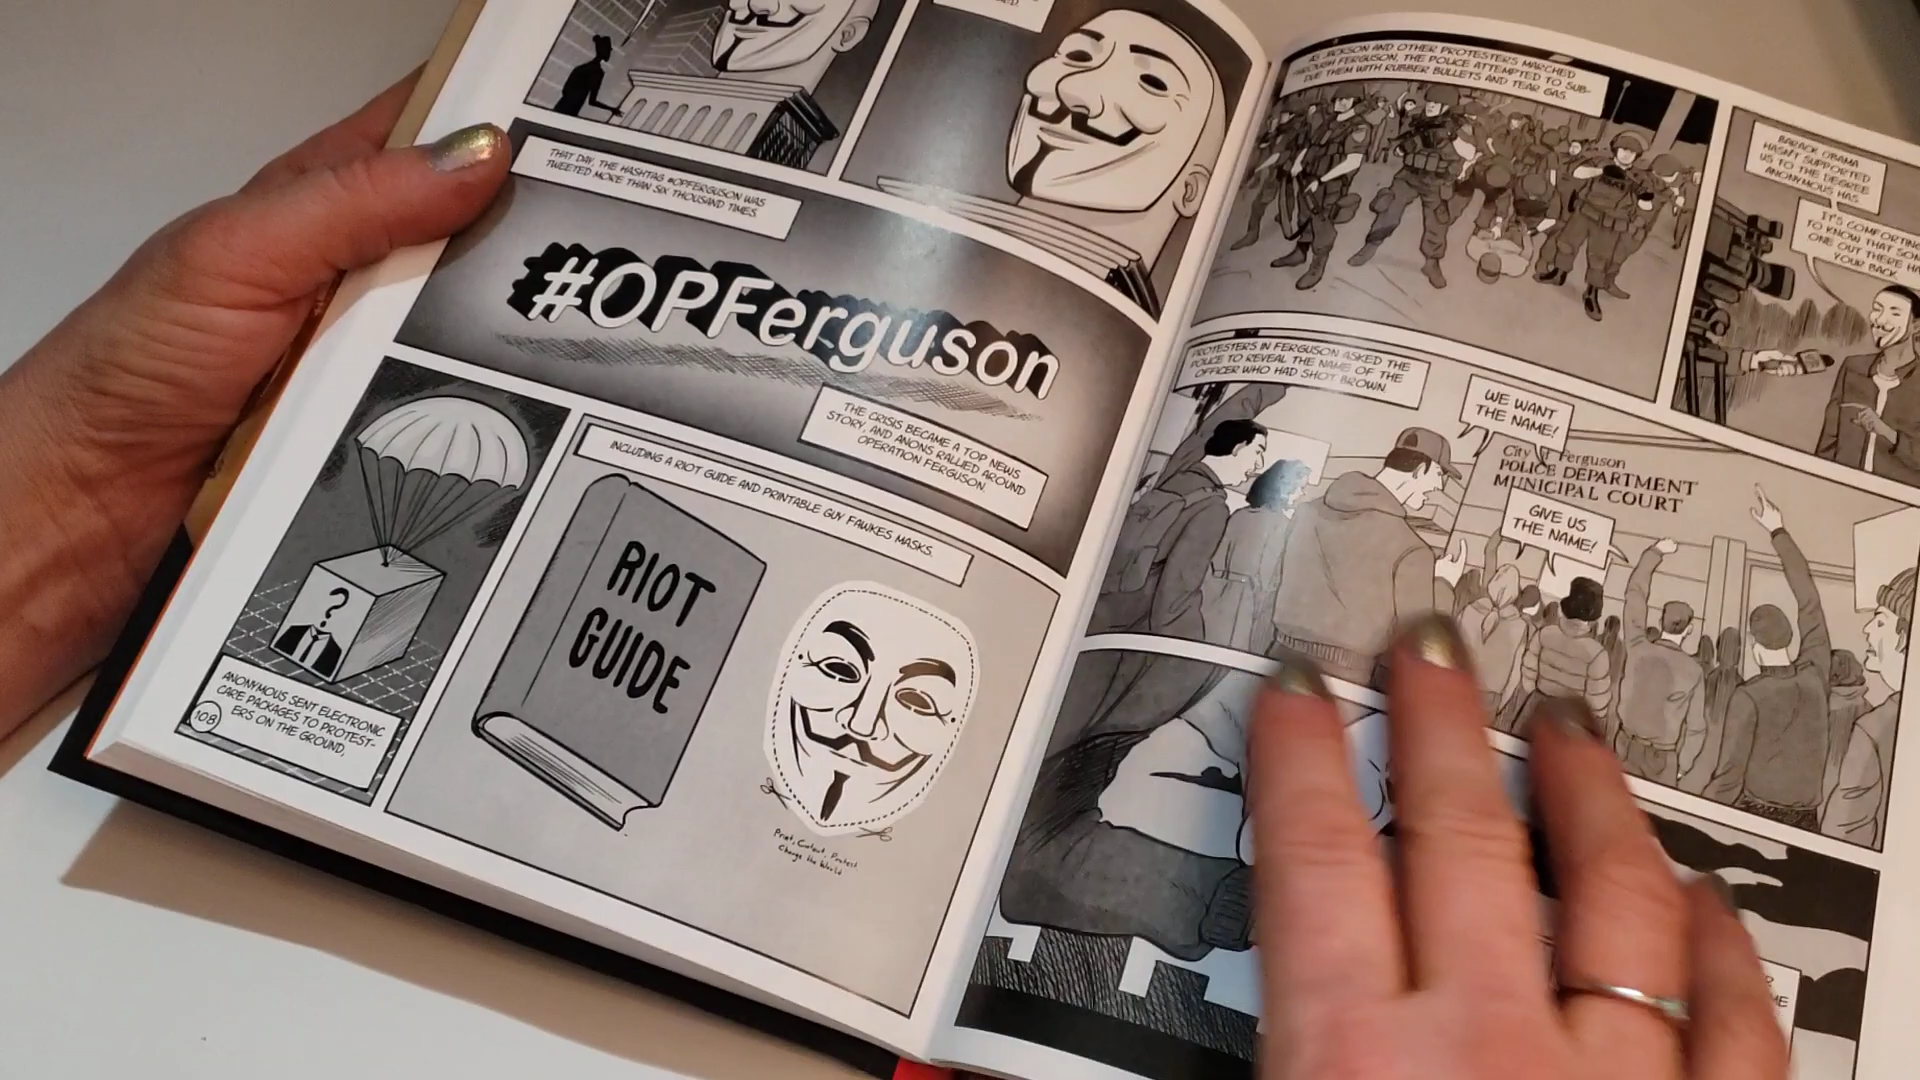 THAT DAY, THE HASHTAG #OPFERGUSON WAS
TWEETED MORE THAN SIX THOUSAND TIMES.
#OPFerguson
THE CRISIS BECAME A TOP NEWS
STORY, AND ANONS RALLIED AROUND
OPERATION FERGUSON.
?
ANONYMOUS SENT ELECTRONIC
CARE PACKAGES TO PROTEST-
ERS ON THE GROUND,
108
INCLUDING A RIOT GUIDE AND PRINTABLE GUY FAWKES MASKS.
RIOT
GUIDE
Print, Cutout, Protest
Change the World
AS JACKSON AND OTHER PROTESTERS MARCHED
THROUGH FERGUSON, THE POLICE ATTEMPTED TO SUB-
DUE THEM WITH RUBBER BULLETS AND TEAR GAS.
BARACK OBAMA
HASN'T SUPPORTED
US TO THE DEGREE
ANONYMOUS HAS.
IT'S COMFORTING
TO KNOW THAT SOME
ONE OUT THERE HA
YOUR BACK.
PROTESTERS IN FERGUSON ASKED THE
POLICE TO REVEAL THE NAME OF THE
OFFICER WHO HAD SHOT BROWN.
WE WANT
THE NAME!
City of Ferguson
POLICE DEPARTMENT
MUNICIPAL COURT
GIVE US
THE NAME!